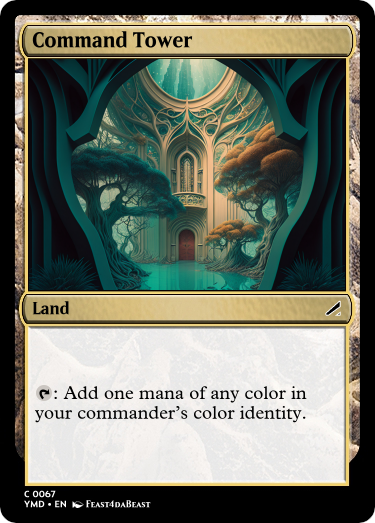 Command Tower
Land
: Add one mana of any color in
your commander's color identity.
C 0067
YMD • EN Feast4daBeast